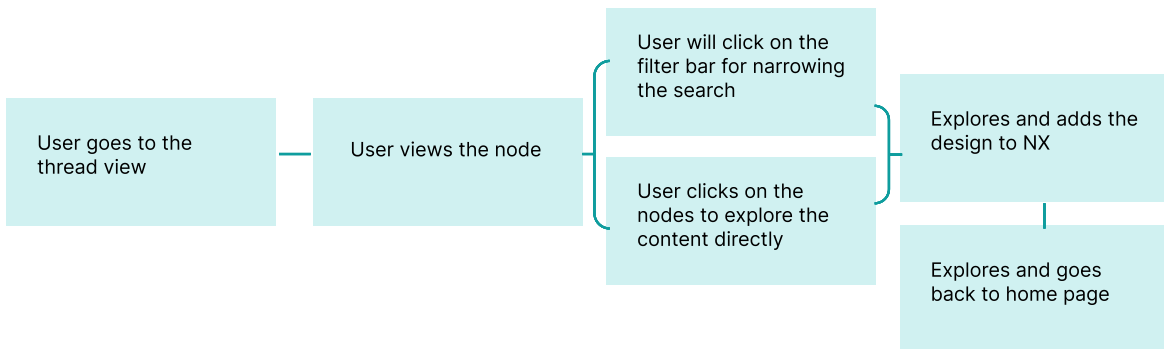 User goes to the
thread view
User views the node
User will click on the
filter bar for narrowing
the search
User clicks on the
nodes to explore the
content directly
Explores and adds the
design to NX
Explores and goes
back to home page